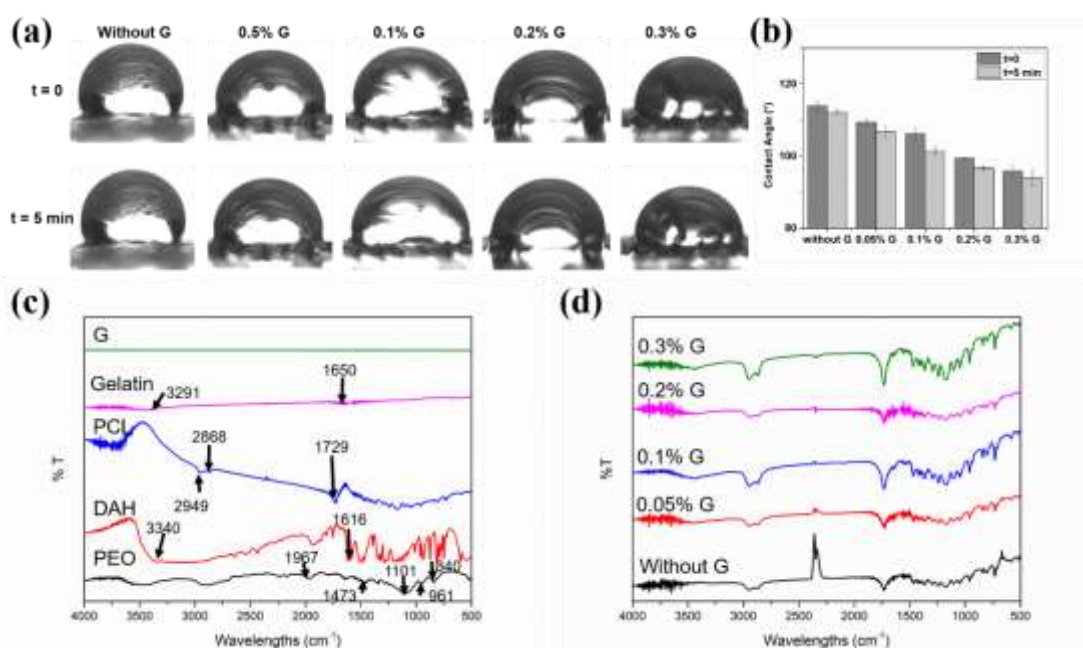 (a)
Without G 0.5% G 0.1% G 0.2% G 0.3% G
t = 0
t = 5 min
(b)
t=0
t=5 min
120
100
80
Contact Angle (°)
without G 0.05% G 0.1% G 0.2% G 0.3% G
(c)
G
Gelatin
3291
1650
PCl
2868
2949
1729
DAH
3340
1616
PEO
1967
1473
1101
840
961
% T
4000 3500 3000 2500 2000 1500 1000 500
Wavelengths (cm⁻¹)
(d)
0.3% G
0.2% G
0.1% G
0.05% G
Without G
%T
4000 3500 3000 2500 2000 1500 1000 500
Wavelengths (cm⁻¹)